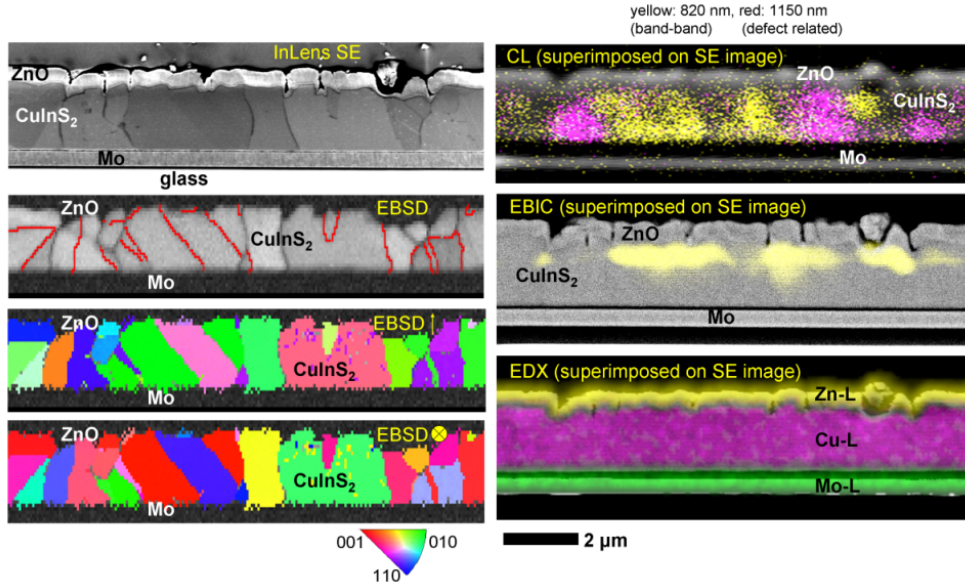 yellow: 820 nm, red: 1150 nm
(band-band) (defect related)
InLens SE
ZnO
CuInS2
Mo
glass
ZnO
EBSD
CuInS2
Mo
ZnO
EBSD ↑
CuInS2
Mo
ZnO
EBSD ⊗
CuInS2
Mo
001 010
110
CL (superimposed on SE image)
ZnO
CuInS2
Mo
EBIC (superimposed on SE image)
ZnO
CuInS2
Mo
EDX (superimposed on SE image)
Zn-L
Cu-L
Mo-L
2 µm